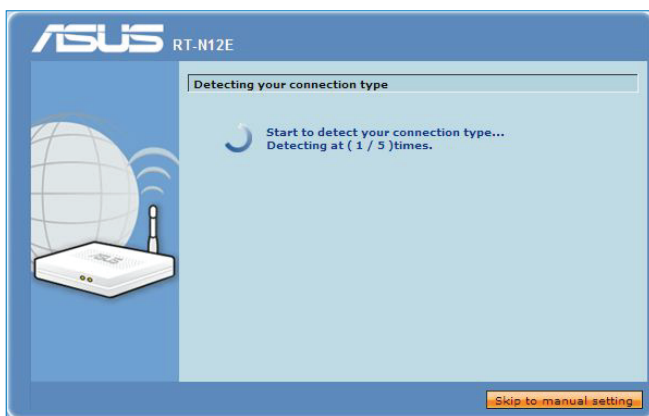 ASUS RT-N12E
Detecting your connection type
Start to detect your connection type...
Detecting at ( 1 / 5 )times.
ASUS
Skip to manual setting